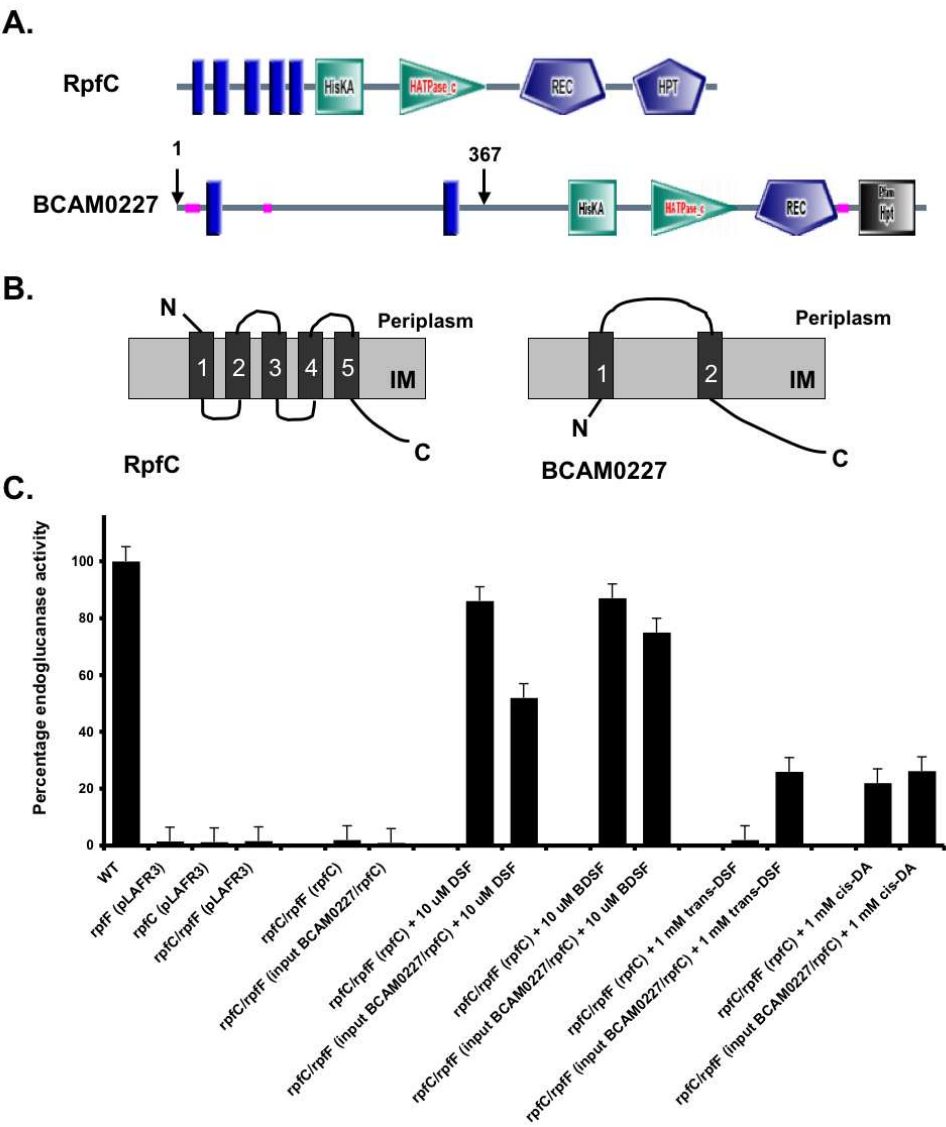 A.
RpfC
HisKA
HATPase_c
REC
HPT
1
367
BCAM0227
HisKA
HATPase_c
REC
Pfam
Hpt
B.
N
1 2 3 4 5
Periplasm
IM
C
RpfC
Periplasm
1 2
IM
N
C
BCAM0227
C.
Percentage endoglucanase activity
100
80
60
40
20
0
WT
rpfF (pLAFR3)
rpfC (pLAFR3)
rpfC/rpfF (pLAFR3)
rpfC/rpfF (rpfC)
rpfC/rpfF (input BCAM0227/rpfC)
rpfC/rpfF (rpfC) + 10 uM DSF
rpfC/rpfF (input BCAM0227/rpfC) + 10 uM DSF
rpfC/rpfF (rpfC) + 10 uM BDSF
rpfC/rpfF (input BCAM0227/rpfC) + 10 uM BDSF
rpfC/rpfF (rpfC) + 1 mM trans-DSF
rpfC/rpfF (input BCAM0227/rpfC) + 1 mM trans-DSF
rpfC/rpfF (rpfC) + 1 mM cis-DA
rpfC/rpfF (input BCAM0227/rpfC) + 1 mM cis-DA